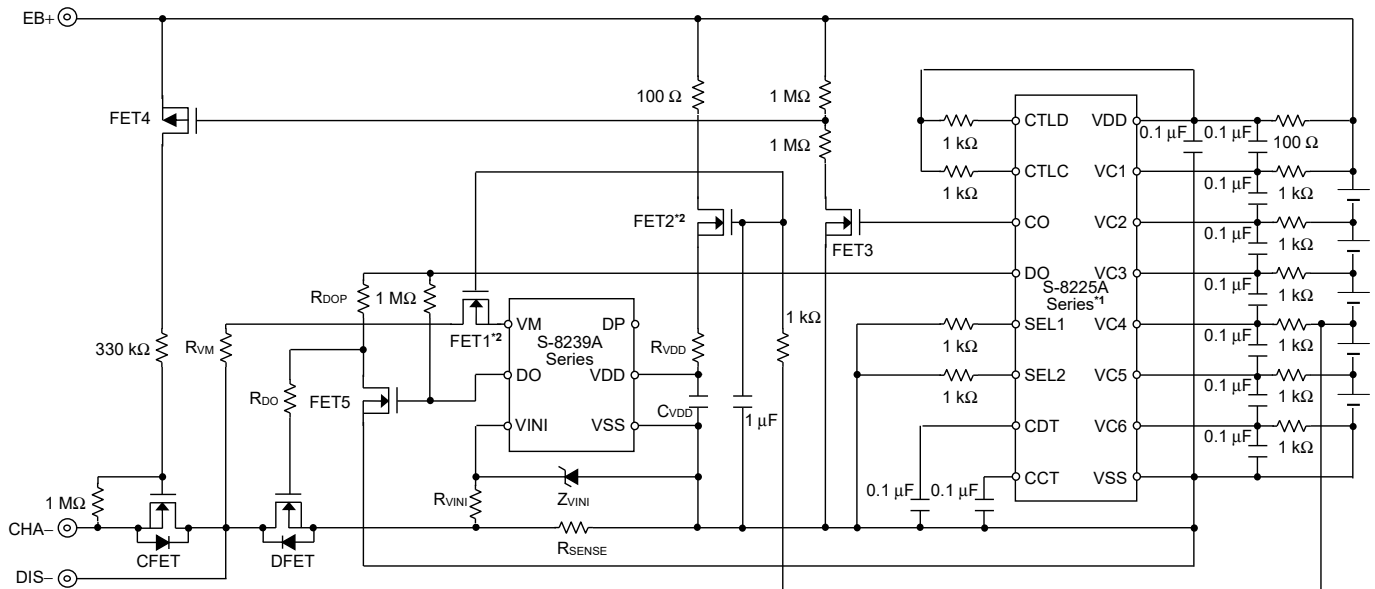 EB+
FET4
100 Ω
1 MΩ
1 MΩ
1 kΩ
1 kΩ
CTLD
CTLC
CO
DO
SEL1
SEL2
CDT
CCT
S-8225A
Series*1
VDD
VC1
VC2
VC3
VC4
VC5
VC6
VSS
0.1 μF
0.1 μF
100 Ω
0.1 μF
1 kΩ
0.1 μF
1 kΩ
0.1 μF
1 kΩ
0.1 μF
1 kΩ
0.1 μF
1 kΩ
0.1 μF
1 kΩ
FET2*2
FET3
RDOP
1 MΩ
FET1*2
VM
DO
VINI
S-8239A
Series
DP
VDD
VSS
1 kΩ
1 kΩ
1 kΩ
330 kΩ
RVM
RDO
FET5
RVDD
CVDD
1 μF
0.1 μF
0.1 μF
1 MΩ
RVINI
ZVINI
RSENSE
CHA−
CFET
DFET
DIS−